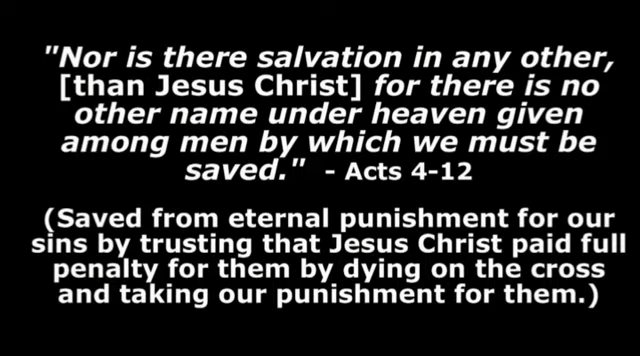 "Nor is there salvation in any other,
[than Jesus Christ] for there is no
other name under heaven given
among men by which we must be
saved." - Acts 4-12
(Saved from eternal punishment for our
sins by trusting that Jesus Christ paid full
penalty for them by dying on the cross
and taking our punishment for them.)